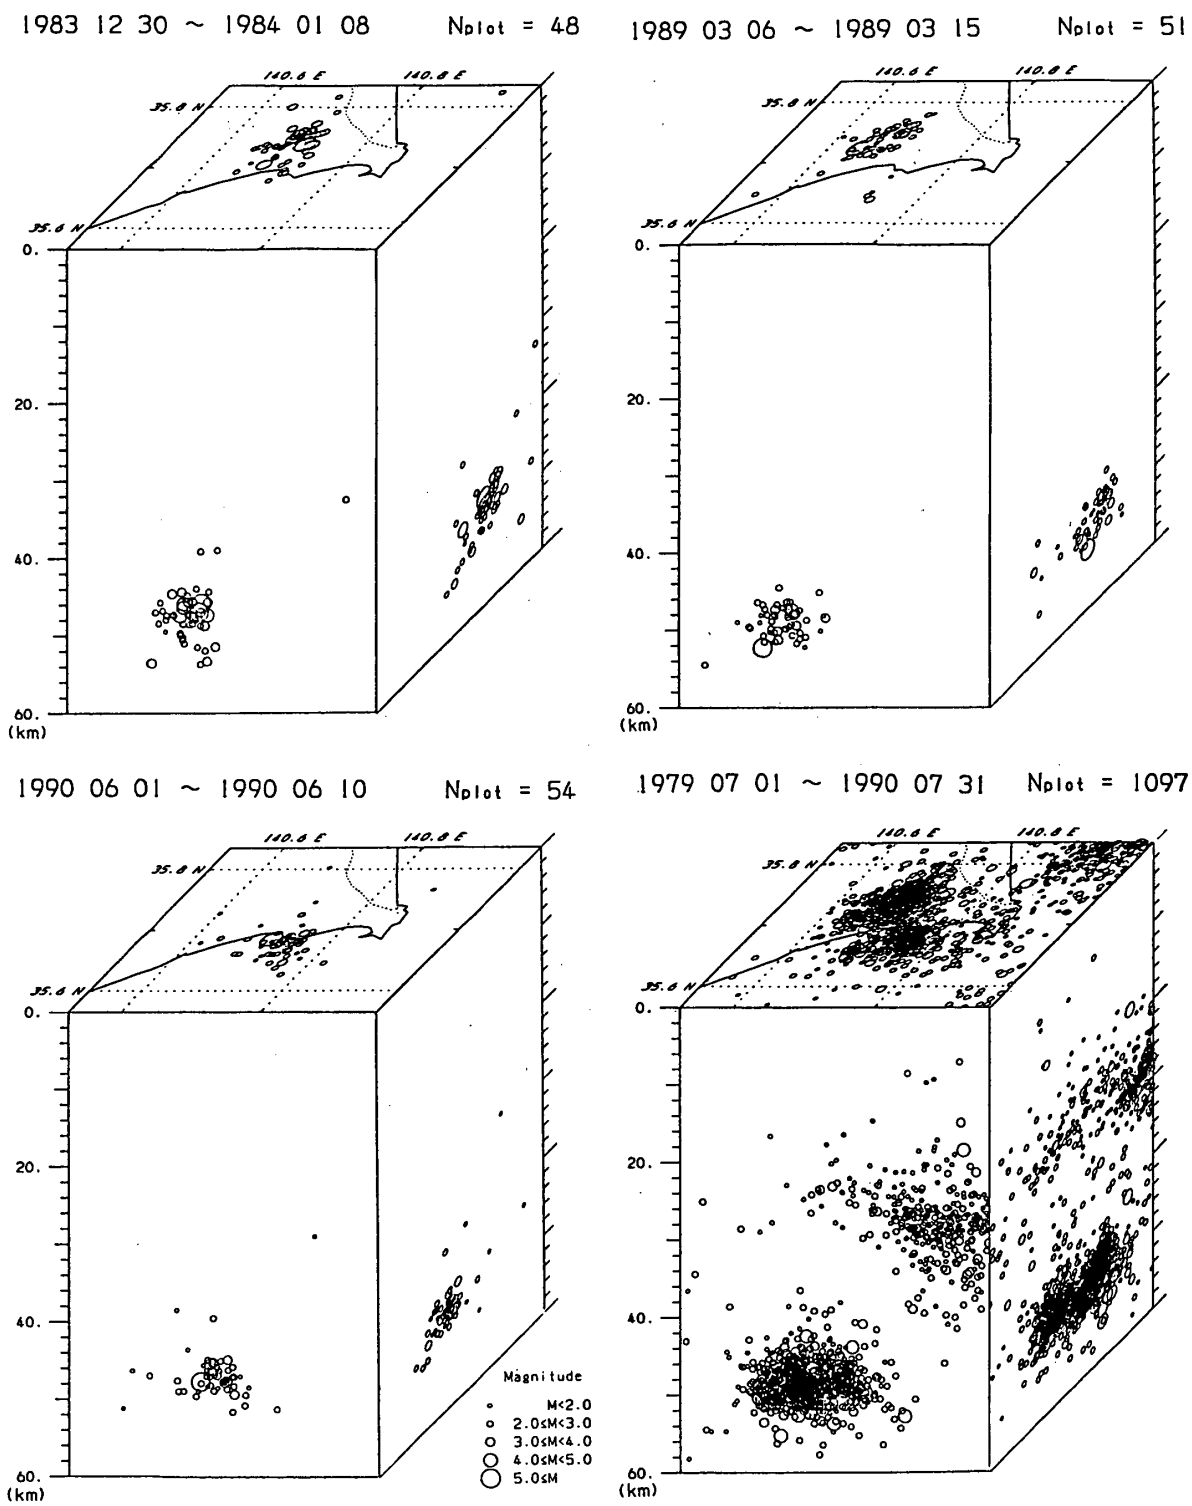 1983 12 30 ~ 1984 01 08 Nplot = 48
140.6 E 140.8 E
35.8 N
35.6 N
0.
20.
40.
60.
(km)
1989 03 06 ~ 1989 03 15 Nplot = 51
140.6 E 140.8 E
35.8 N
35.6 N
0.
20.
40.
60.
(km)
1990 06 01 ~ 1990 06 10 Nplot = 54
140.6 E 140.8 E
35.8 N
35.6 N
0.
20.
40.
60.
(km)
Magnitude
M<2.0
2.0≤M<3.0
3.0≤M<4.0
4.0≤M<5.0
5.0≤M
1979 07 01 ~ 1990 07 31 Nplot = 1097
140.6 E 140.8 E
35.8 N
35.6 N
0.
20.
40.
60.
(km)